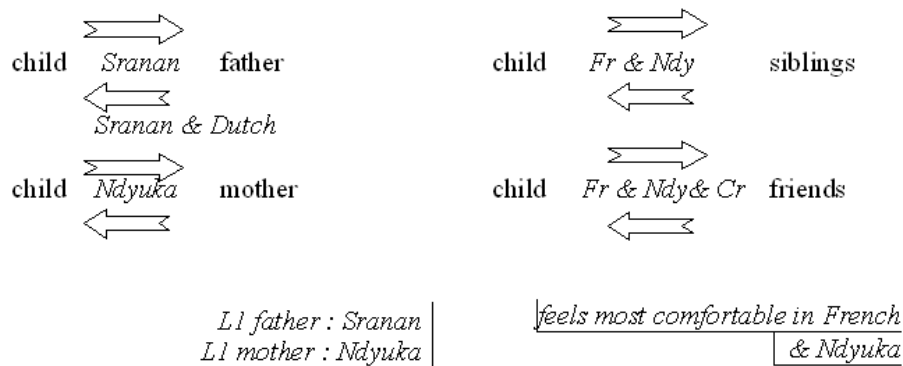 child Sranan father
Sranan & Dutch
child Ndyuka mother
child Fr & Ndy siblings
child Fr & Ndy& Cr friends
L1 father : Sranan
L1 mother : Ndyuka
feels most comfortable in French
& Ndyuka